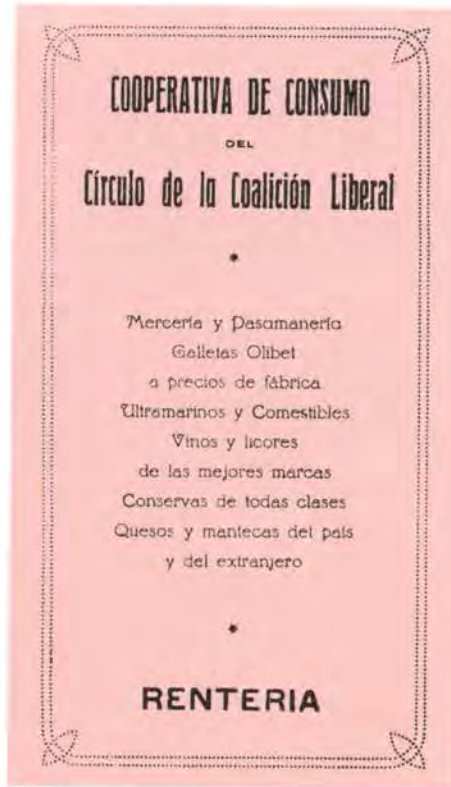 COOPERATIVA DE CONSUMO
DEL
Círculo de la Coalición Liberal
Mercería y Pasamanería
Galletas Olibet
a precios de fábrica
Ultramarinos y Comestibles
Vinos y licores
de las mejores marcas
Conservas de todas clases
Quesos y mantecas del país
y del extranjero
RENTERIA